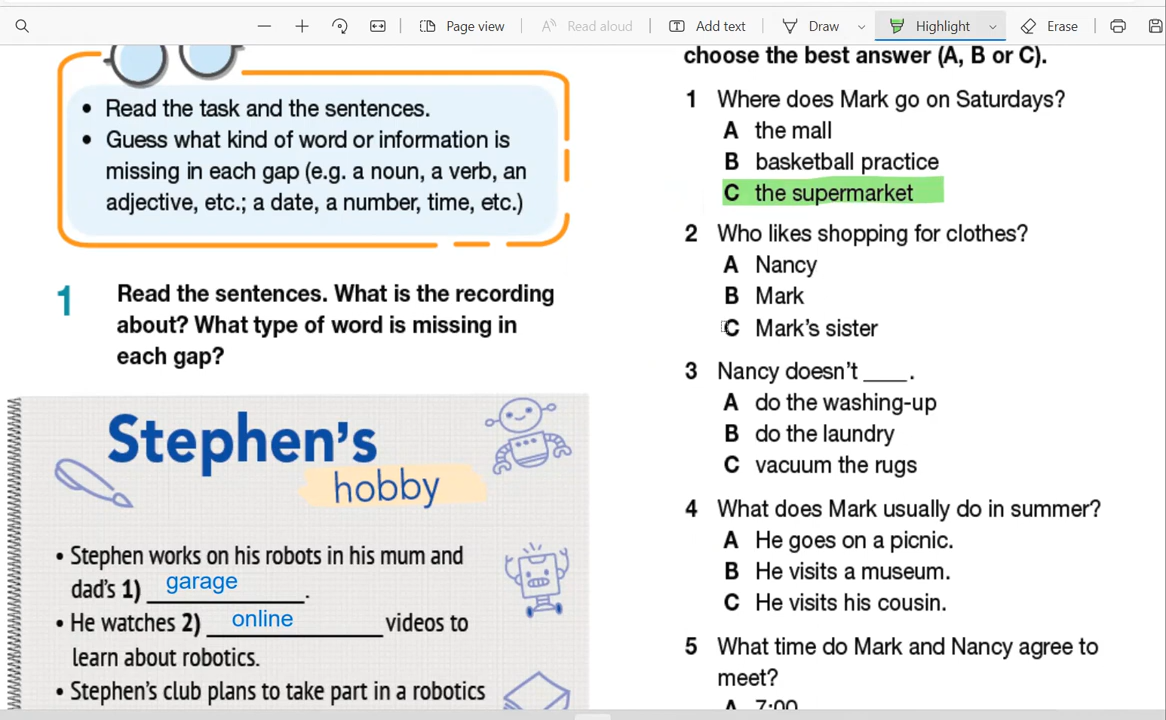 Page view
Read aloud
Add text
Draw
Highlight
Erase
• Read the task and the sentences.
• Guess what kind of word or information is
missing in each gap (e.g. a noun, a verb, an
adjective, etc.; a date, a number, time, etc.)
1 Read the sentences. What is the recording
about? What type of word is missing in
each gap?
Stephen's
hobby
• Stephen works on his robots in his mum and
dad's 1) garage.
• He watches 2) online videos to
learn about robotics.
• Stephen's club plans to take part in a robotics
choose the best answer (A, B or C).
1 Where does Mark go on Saturdays?
A the mall
B basketball practice
C the supermarket
2 Who likes shopping for clothes?
A Nancy
B Mark
C Mark's sister
3 Nancy doesn't ____.
A do the washing-up
B do the laundry
C vacuum the rugs
4 What does Mark usually do in summer?
A He goes on a picnic.
B He visits a museum.
C He visits his cousin.
5 What time do Mark and Nancy agree to
meet?
A 7:00